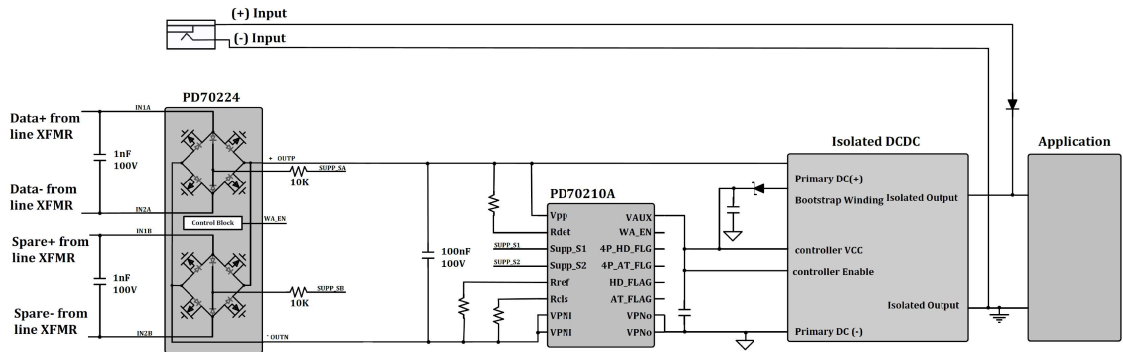 (+) Input
(-) Input
PD70224
Data+ from
line XFMR
IN1A
1nF
100V
Data- from
line XFMR
IN2A
+ OUTP
SUPP_SA
10K
Control Block
WA_EN
Spare+ from
line XFMR
IN1B
1nF
100V
Spare- from
line XFMR
IN2B
SUPP_SB
10K
- OUTN
100nF
100V
PD70210A
Vpp
Rdet
Supp_S1
Supp_S2
Rref
Rcls
VPNI
VPNI
VAUX
WA_EN
4P_HD_FLG
4P_AT_FLG
HD_FLAG
AT_FLAG
VPNo
VPNo
SUPP_S1
SUPP_S2
Isolated DCDC
Primary DC(+)
Bootstrap Winding
Isolated Output
controller VCC
controller Enable
Isolated Output
Primary DC (-)
Application